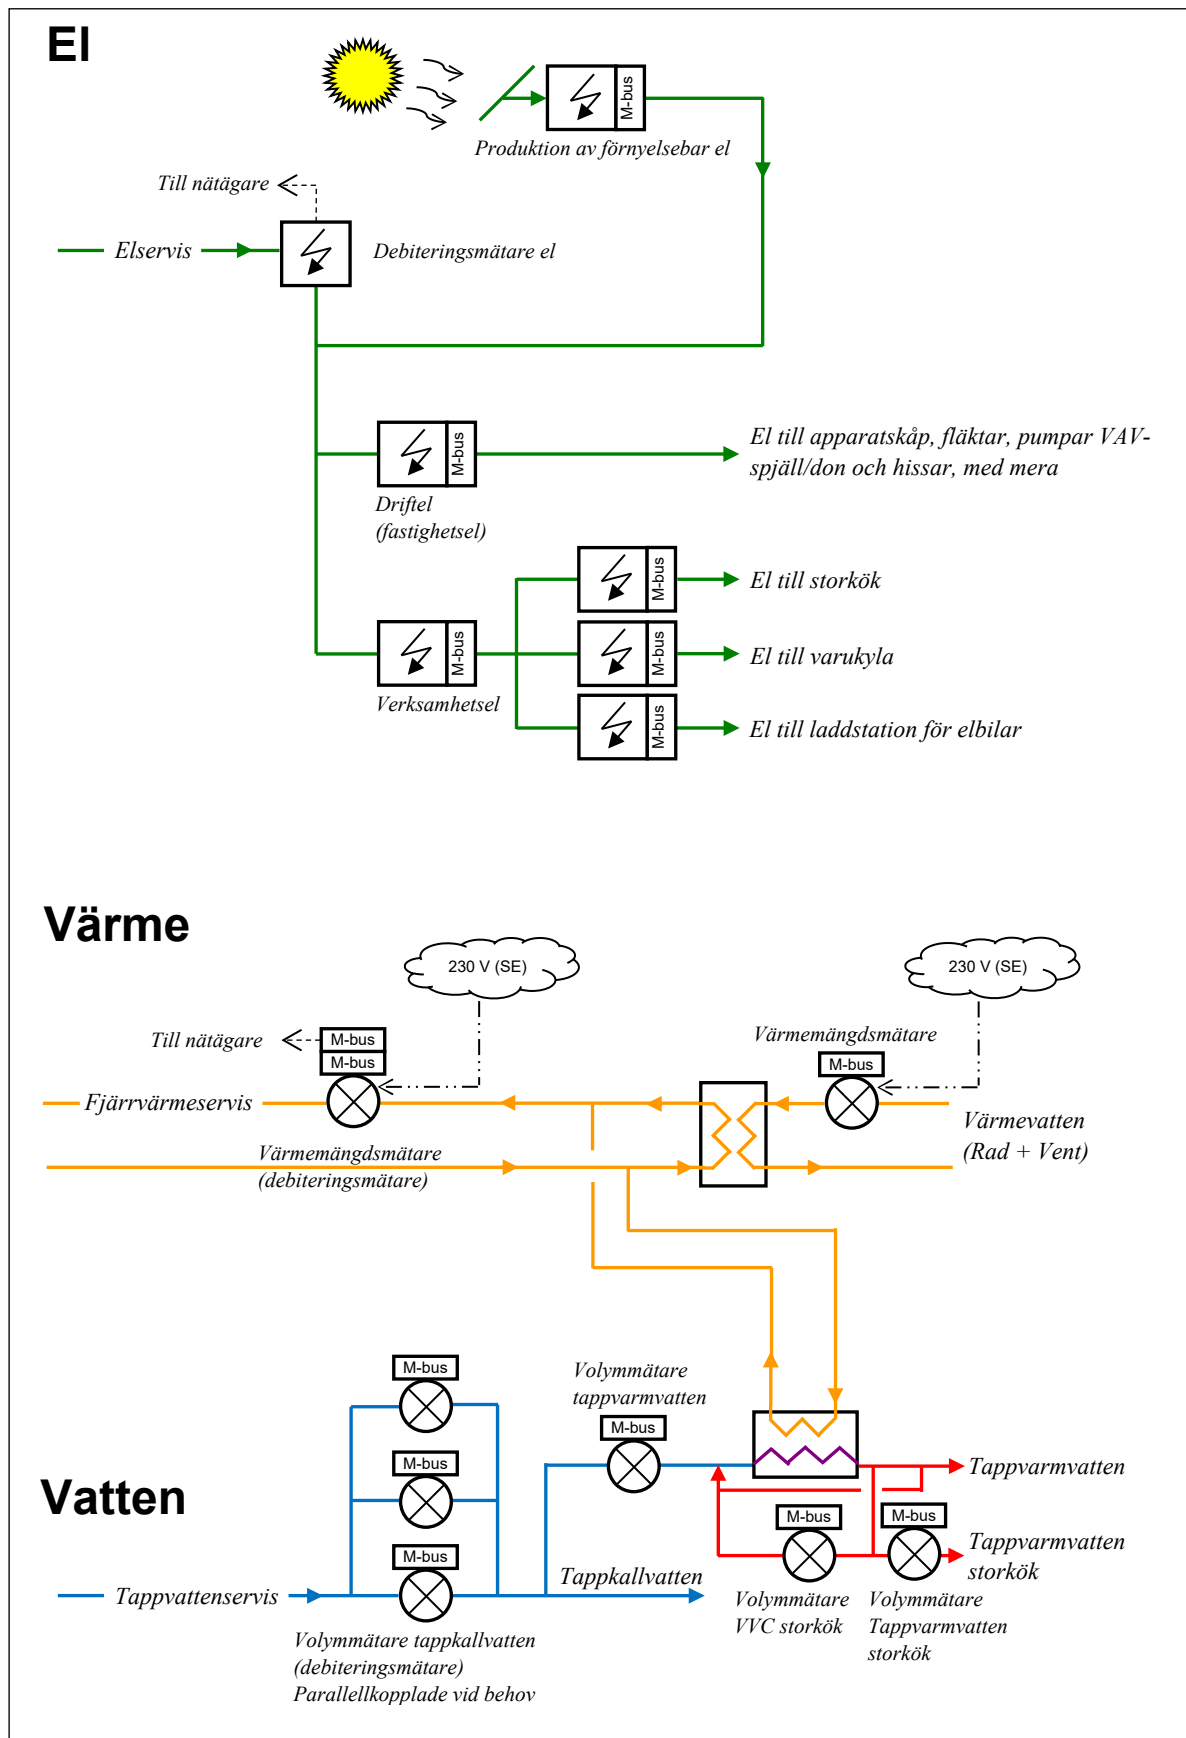 El
M-bus
Produktion av förnyelsebar el
Till nätägare
Elservis
Debiteringsmätare el
M-bus
El till apparatskåp, fläktar, pumpar VAV-
spjäll/don och hissar, med mera
Driftel
(fastighetsel)
M-bus
El till storkök
M-bus
M-bus
El till varukyla
Verksamhetsel
M-bus
El till laddstation för elbilar
Värme
230 V (SE)
230 V (SE)
Till nätägare
M-bus
M-bus
Värmemängdsmätare
M-bus
Fjärrvärmeservis
Värmevatten
(Rad + Vent)
Värmemängdsmätare
(debiteringsmätare)
M-bus
Volymmätare
tappvarmvatten
M-bus
M-bus
Vatten
Tappvarmvatten
M-bus
M-bus
M-bus
Tappvarmvatten
storkök
Tappvattenservis
Tappkallvatten
Volymmätare
VVC storkök
Volymmätare
Tappvarmvatten
storkök
Volymmätare tappkallvatten
(debiteringsmätare)
Parallellkopplade vid behov